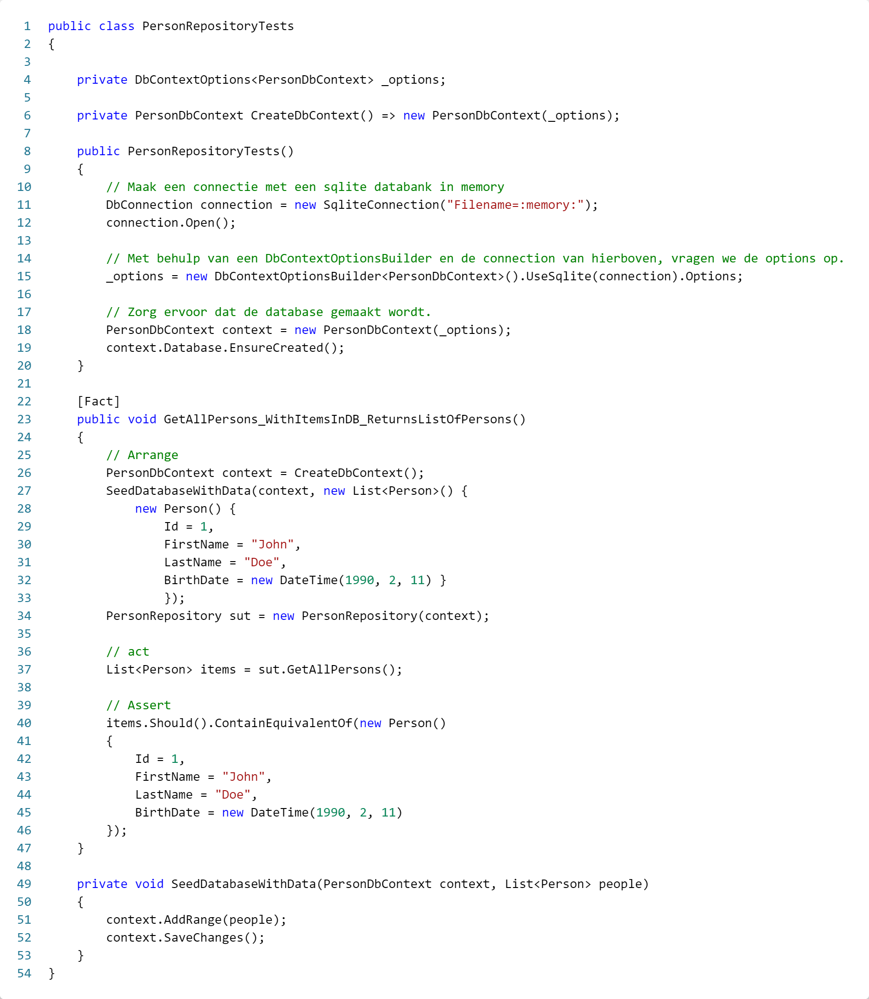 1 public class PersonRepositoryTests
2 {
3
4     private DbContextOptions<PersonDbContext> _options;
5
6     private PersonDbContext CreateDbContext() => new PersonDbContext(_options);
7
8     public PersonRepositoryTests()
9     {
10         // Maak een connectie met een sqlite databank in memory
11         DbConnection connection = new SqliteConnection("Filename=:memory:");
12         connection.Open();
13
14         // Met behulp van een DbContextOptionsBuilder en de connection van hierboven, vragen we de options op.
15         _options = new DbContextOptionsBuilder<PersonDbContext>().UseSqlite(connection).Options;
16
17         // Zorg ervoor dat de database gemaakt wordt.
18         PersonDbContext context = new PersonDbContext(_options);
19         context.Database.EnsureCreated();
20     }
21
22     [Fact]
23     public void GetAllPersons_WithItemsInDB_ReturnsListOfPersons()
24     {
25         // Arrange
26         PersonDbContext context = CreateDbContext();
27         SeedDatabaseWithData(context, new List<Person>() {
28             new Person() {
29                 Id = 1,
30                 FirstName = "John",
31                 LastName = "Doe",
32                 BirthDate = new DateTime(1990, 2, 11) }
33                 });
34         PersonRepository sut = new PersonRepository(context);
35
36         // act
37         List<Person> items = sut.GetAllPersons();
38
39         // Assert
40         items.Should().ContainEquivalentOf(new Person()
41         {
42             Id = 1,
43             FirstName = "John",
44             LastName = "Doe",
45             BirthDate = new DateTime(1990, 2, 11)
46         });
47     }
48
49     private void SeedDatabaseWithData(PersonDbContext context, List<Person> people)
50     {
51         context.AddRange(people);
52         context.SaveChanges();
53     }
54 }